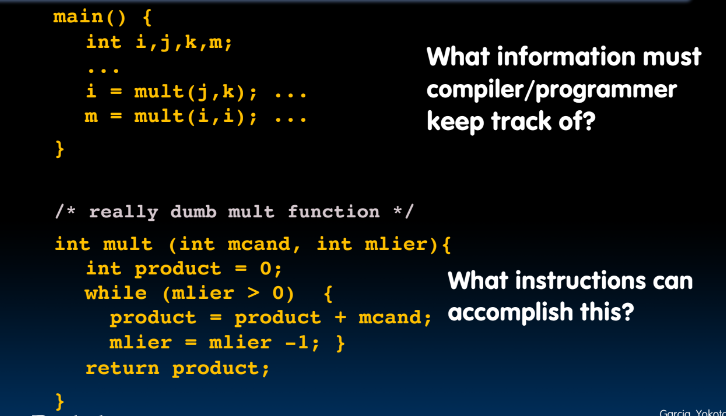 main() {
int i,j,k,m;
...
i = mult(j,k); ...
m = mult(i,i); ...
}
What information must
compiler/programmer
keep track of?
/* really dumb mult function */
int mult (int mcand, int mlier){
int product = 0;
while (mlier > 0)  {
product = product + mcand;
mlier = mlier -1; }
return product;
}
What instructions can
accomplish this?
Garcia,